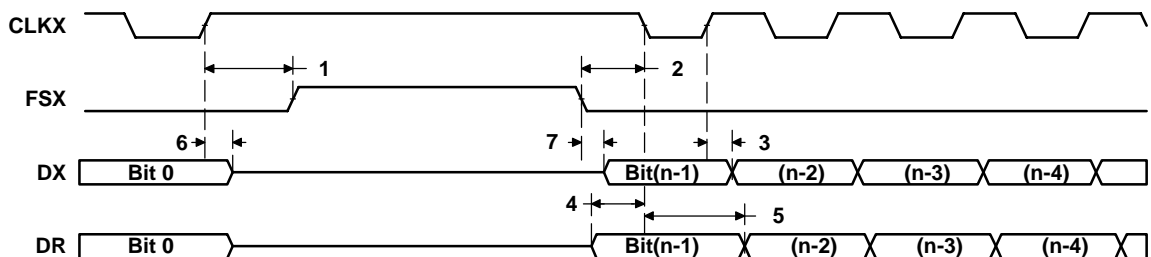 CLKX
1 2
FSX
6 7 3
DX Bit 0 Bit(n-1) (n-2) (n-3) (n-4)
4 5
DR Bit 0 Bit(n-1) (n-2) (n-3) (n-4)